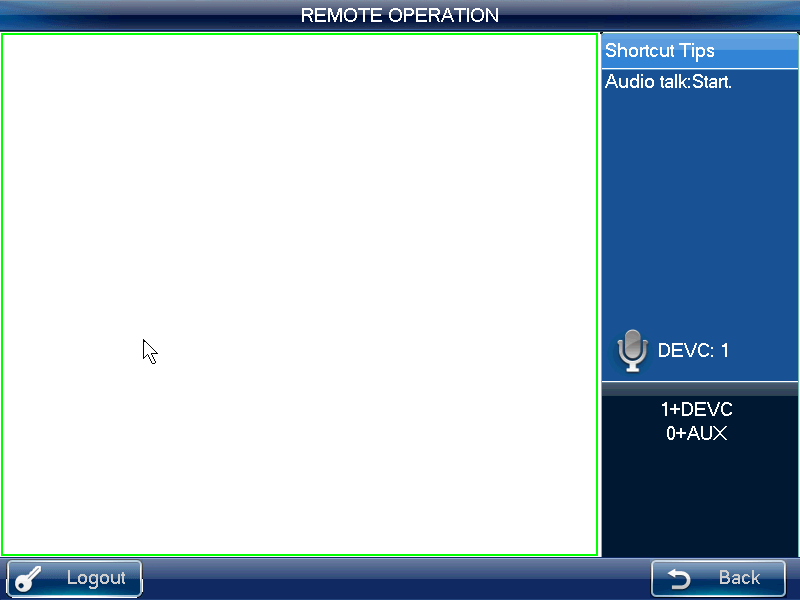 REMOTE OPERATION
Shortcut Tips
Audio talk:Start.
DEVC: 1
1+DEVC
0+AUX
Logout
Back